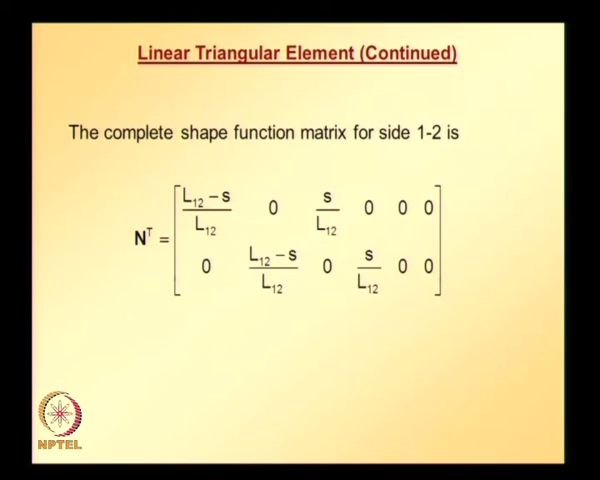 Linear Triangular Element (Continued)
The complete shape function matrix for side 1-2 is
L₁₂ – s s
0 0 0 0
L₁₂ L₁₂
Nᵀ =
L₁₂ – s s
0 0 0 0
L₁₂ L₁₂
NPTEL